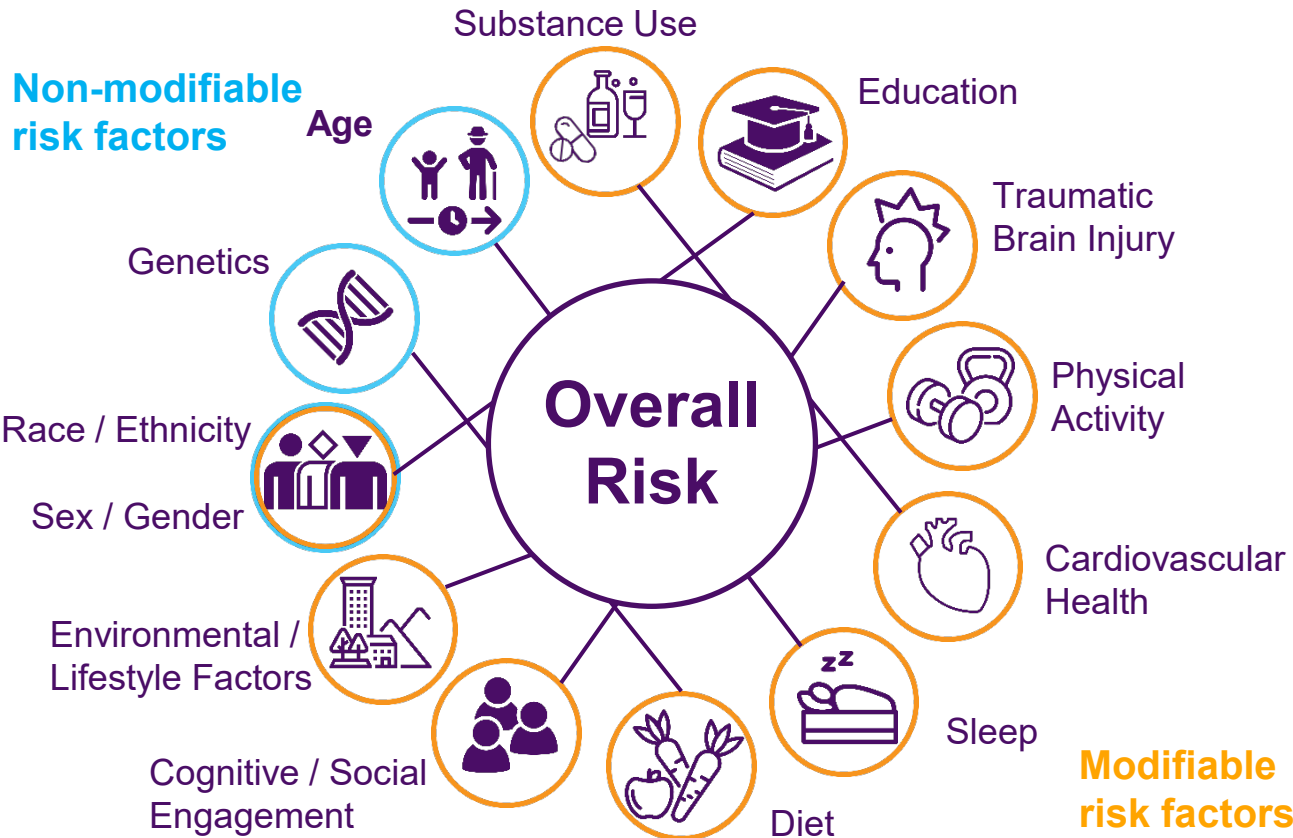 Substance Use
Non-modifiable
risk factors
Age
Education
Traumatic
Brain Injury
Genetics
Physical
Activity
Race / Ethnicity
Overall
Risk
Sex / Gender
Cardiovascular
Health
Environmental /
Lifestyle Factors
zz
Sleep
Cognitive / Social
Engagement
Diet
Modifiable
risk factors